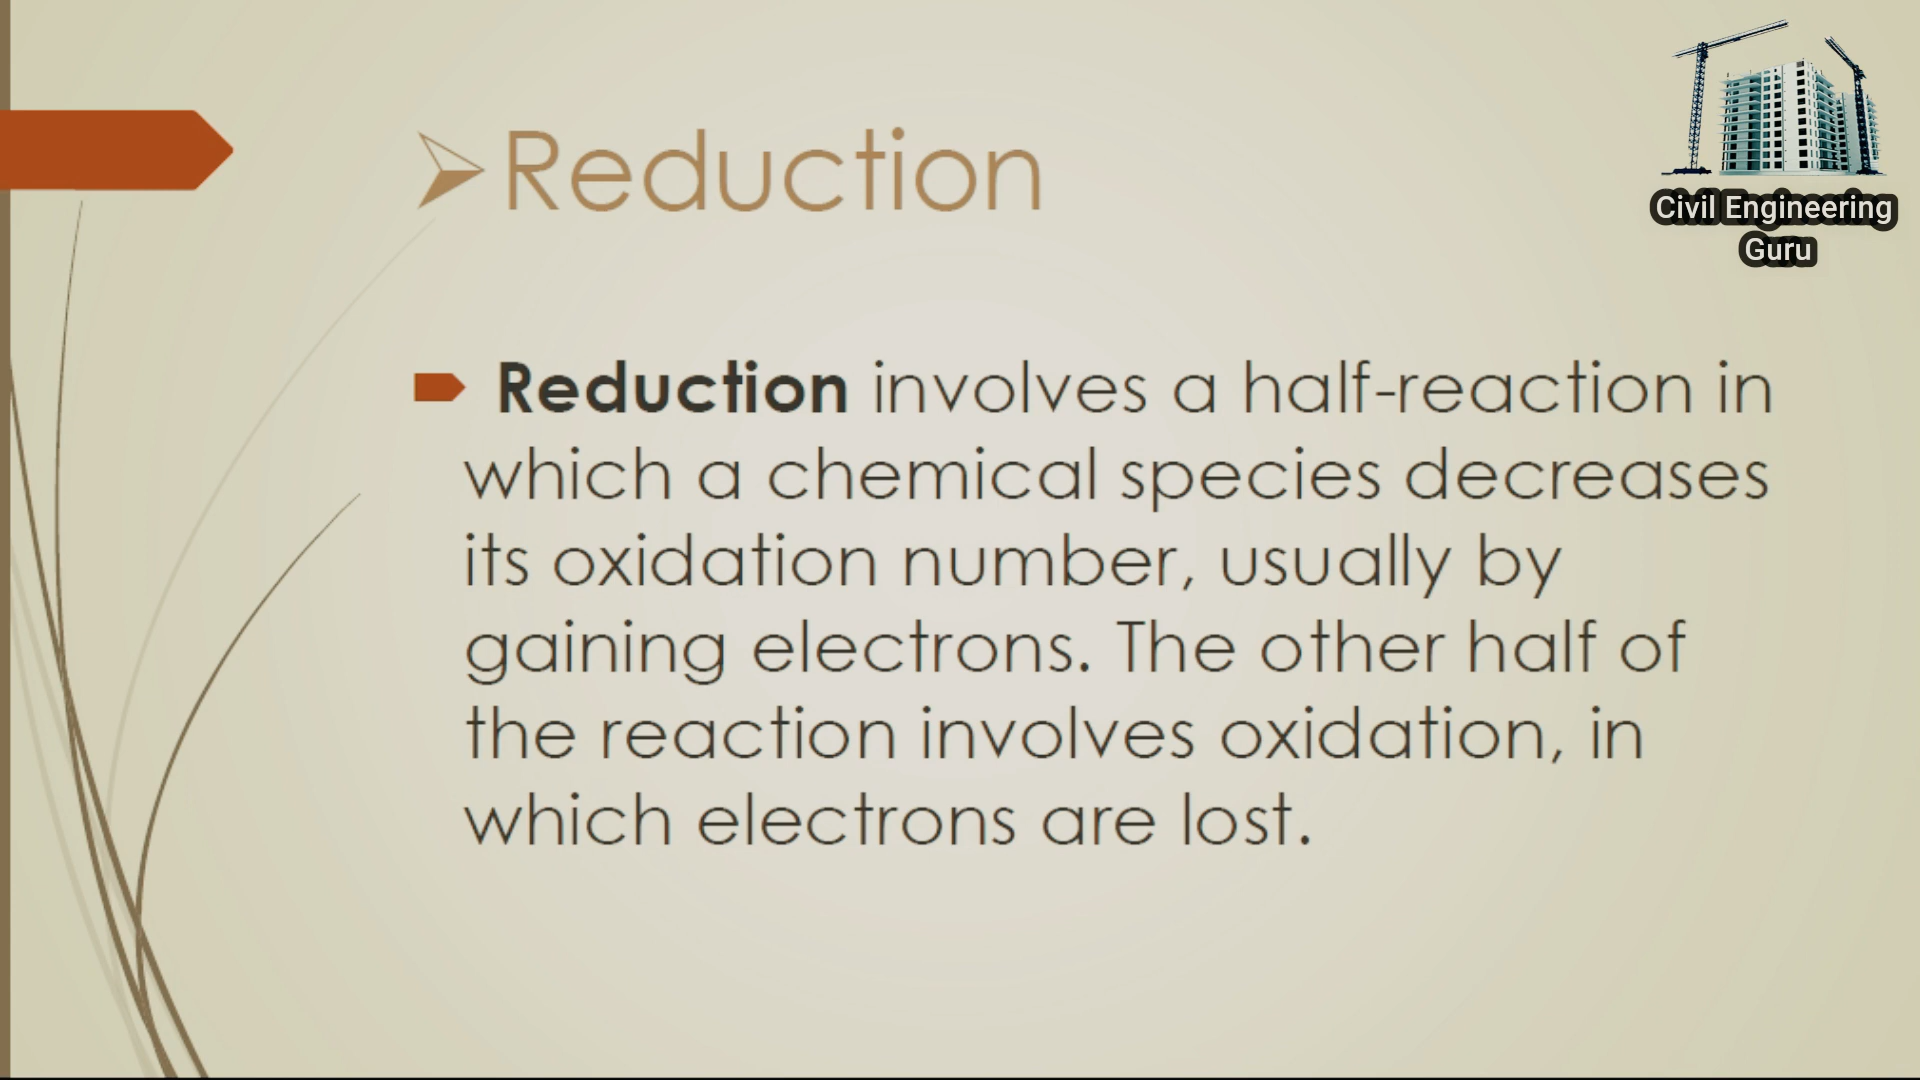 Reduction
Civil Engineering
Guru
Reduction involves a half-reaction in
which a chemical species decreases
its oxidation number, usually by
gaining electrons. The other half of
the reaction involves oxidation, in
which electrons are lost.